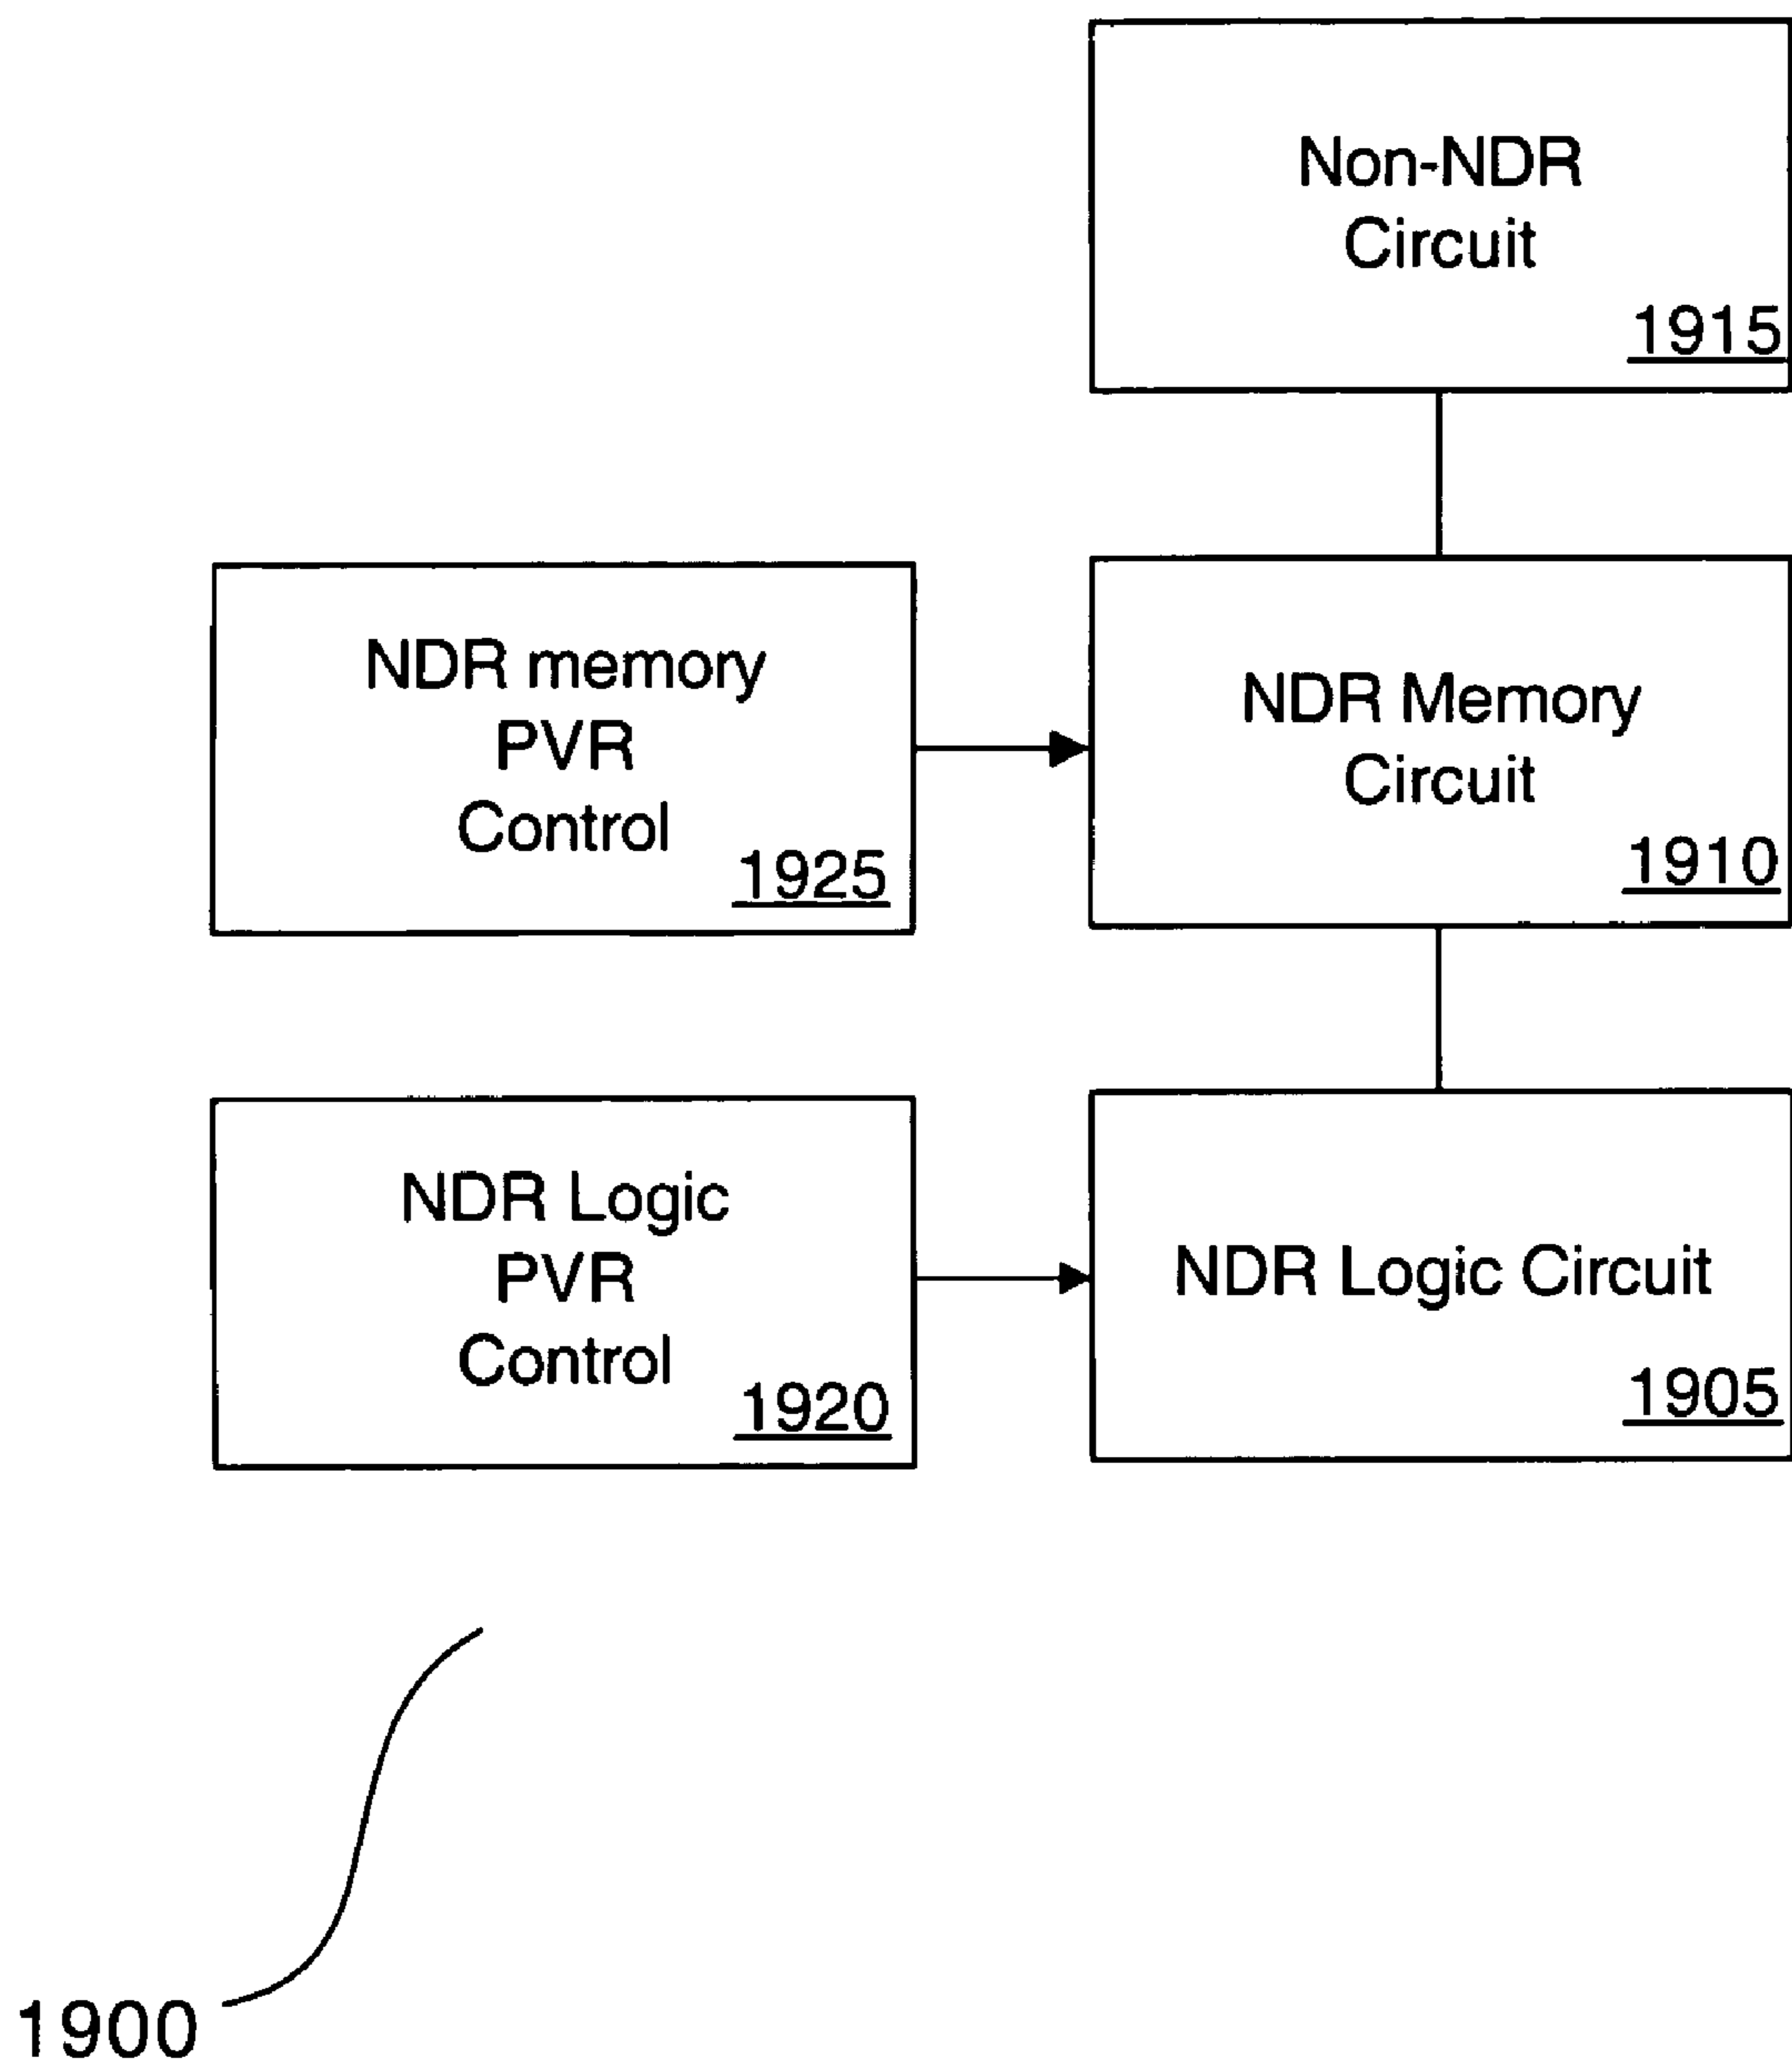 Non-NDR
Circuit
1915
NDR memory
PVR
Control
1925
NDR Memory
Circuit
1910
NDR Logic
PVR
Control
1920
NDR Logic Circuit
1905
1900